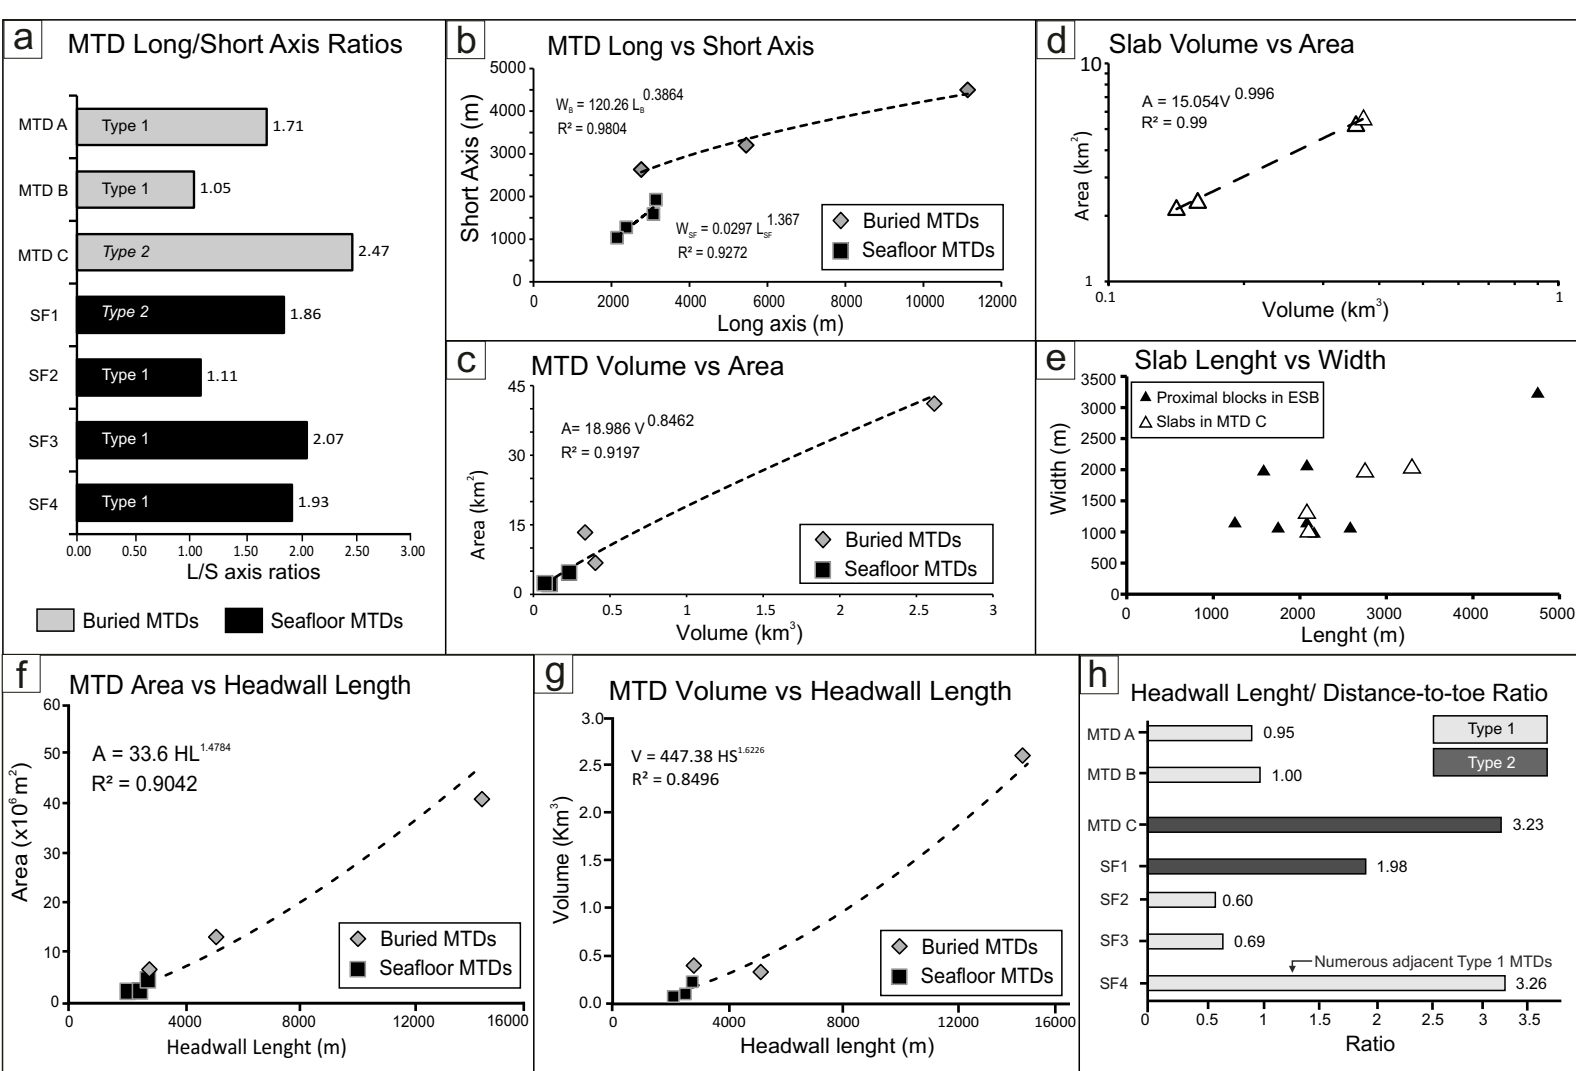 a MTD Long/Short Axis Ratios
MTD A Type 1 1.71
MTD B Type 1 1.05
MTD C Type 2 2.47
SF1 Type 2 1.86
SF2 Type 1 1.11
SF3 Type 1 2.07
SF4 Type 1 1.93
0.00 0.50 1.00 1.50 2.00 2.50 3.00
L/S axis ratios
Buried MTDs Seafloor MTDs
b MTD Long vs Short Axis
5000
4000
3000
2000
1000
0
Short Axis (m)
W_B = 120.26 L_B^0.3864
R² = 0.9804
W_SF = 0.0297 L_SF^1.367
R² = 0.9272
Buried MTDs
Seafloor MTDs
0 2000 4000 6000 8000 10000 12000
Long axis (m)
c MTD Volume vs Area
45
30
15
0
Area (km²)
A= 18.986 V^0.8462
R² = 0.9197
Buried MTDs
Seafloor MTDs
0 0.5 1 1.5 2 2.5 3
Volume (km³)
d Slab Volume vs Area
10
1
Area (km²)
A = 15.054V^0.996
R² = 0.99
0.1 1
Volume (km³)
e Slab Lenght vs Width
3500
3000
2500
2000
1500
1000
500
0
Width (m)
Proximal blocks in ESB
Slabs in MTD C
0 1000 2000 3000 4000 5000
Lenght (m)
f MTD Area vs Headwall Length
60
50
40
30
20
10
0
Area (x10⁶ m²)
A = 33.6 HL^1.4784
R² = 0.9042
Buried MTDs
Seafloor MTDs
0 4000 8000 12000 16000
Headwall Lenght (m)
g MTD Volume vs Headwall Length
3.0
2.5
2.0
1.5
1.0
0.5
0.0
Volume (Km³)
V = 447.38 HS^1.6226
R² = 0.8496
Buried MTDs
Seafloor MTDs
0 4000 8000 12000 16000
Headwall lenght (m)
h Headwall Lenght/ Distance-to-toe Ratio
Type 1
Type 2
MTD A 0.95
MTD B 1.00
MTD C 3.23
SF1 1.98
SF2 0.60
SF3 0.69
Numerous adjacent Type 1 MTDs
SF4 3.26
0 0.5 1 1.5 2 2.5 3 3.5
Ratio